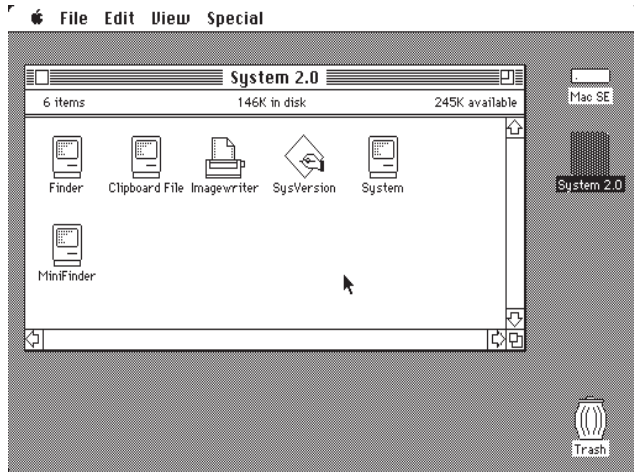 File Edit View Special
System 2.0
6 items 146K in disk 245K available
Mac SE
Finder Clipboard File Imagewriter SysVersion System
System 2.0
MiniFinder
Trash